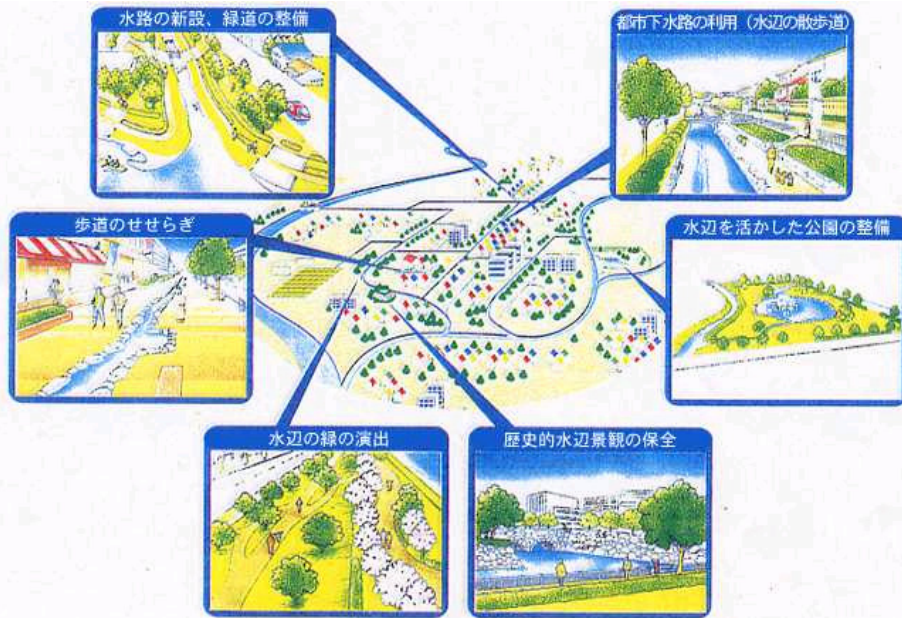 水路の新設、緑道の整備
都市下水路の利用（水辺の散歩道）
歩道のせせらぎ
水辺を活かした公園の整備
水辺の緑の演出
歴史的水辺景観の保全